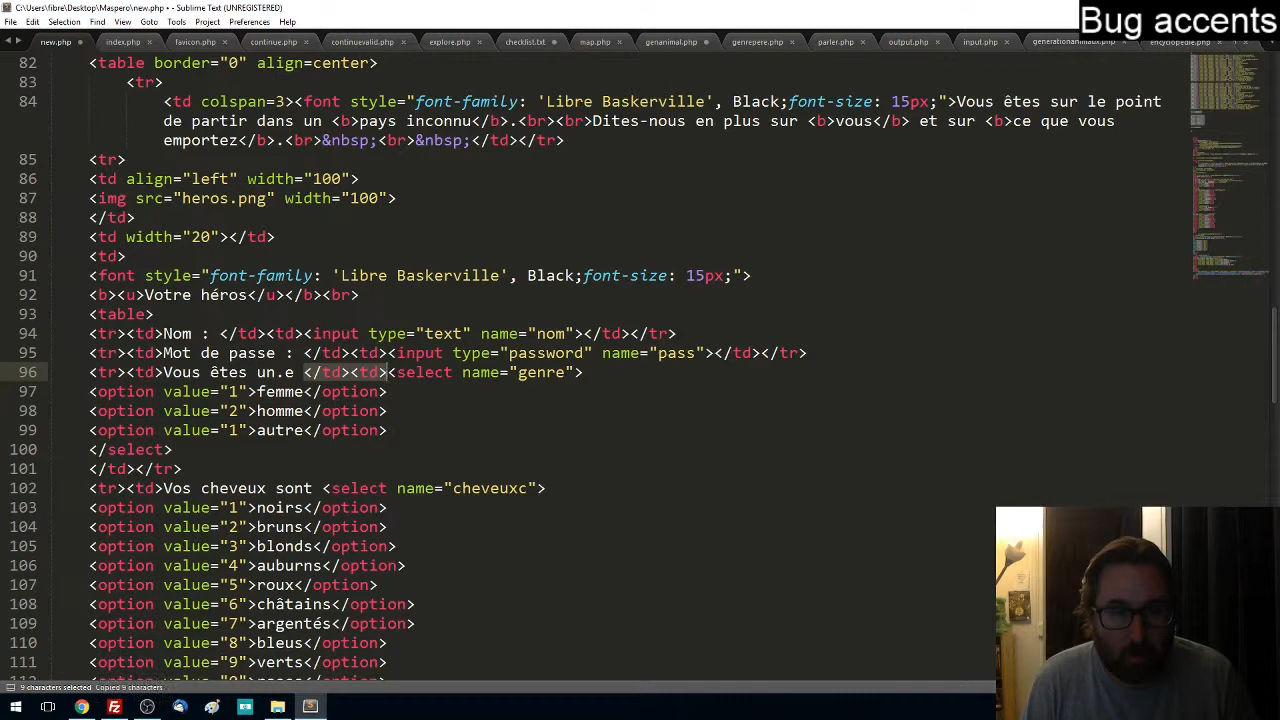 C:\Users\fibre\Desktop\Maspero\new.php • - Sublime Text (UNREGISTERED)
Bug accents
File Edit Selection Find View Goto Tools Project Preferences Help
new.php index.php favicon.php continue.php continuevalid.php explore.php checklist.txt map.php genanimal.php genrepere.php parler.php output.php input.php generationanimaux.php encyclopedie.php
82 <table border="0" align=center>
83 <tr>
84 <td colspan=3><font style="font-family: 'Libre Baskerville', Black;font-size: 15px;">Vous êtes sur le point
de partir dans un <b>pays inconnu</b>.<br><br>Dites-nous en plus sur <b>vous</b> et sur <b>ce que vous
emportez</b>.<br>&nbsp;<br>&nbsp;</td></tr>
85 <tr>
86 <td align="left" width="100">
87 <img src="heros.png" width="100">
88 </td>
89 <td width="20"></td>
90 <td>
91 <font style="font-family: 'Libre Baskerville', Black;font-size: 15px;">
92 <b><u>Votre héros</u></b><br>
93 <table>
94 <tr><td>Nom : </td><td><input type="text" name="nom"></td></tr>
95 <tr><td>Mot de passe : </td><td><input type="password" name="pass"></td></tr>
96 <tr><td>Vous êtes un.e </td><td><select name="genre">
97 <option value="1">femme</option>
98 <option value="2">homme</option>
99 <option value="1">autre</option>
100 </select>
101 </td></tr>
102 <tr><td>Vos cheveux sont <select name="cheveuxc">
103 <option value="1">noirs</option>
104 <option value="2">bruns</option>
105 <option value="3">blonds</option>
106 <option value="4">auburns</option>
107 <option value="5">roux</option>
108 <option value="6">châtains</option>
109 <option value="7">argentés</option>
110 <option value="8">bleus</option>
111 <option value="9">verts</option>
9 characters selected Copied 9 characters